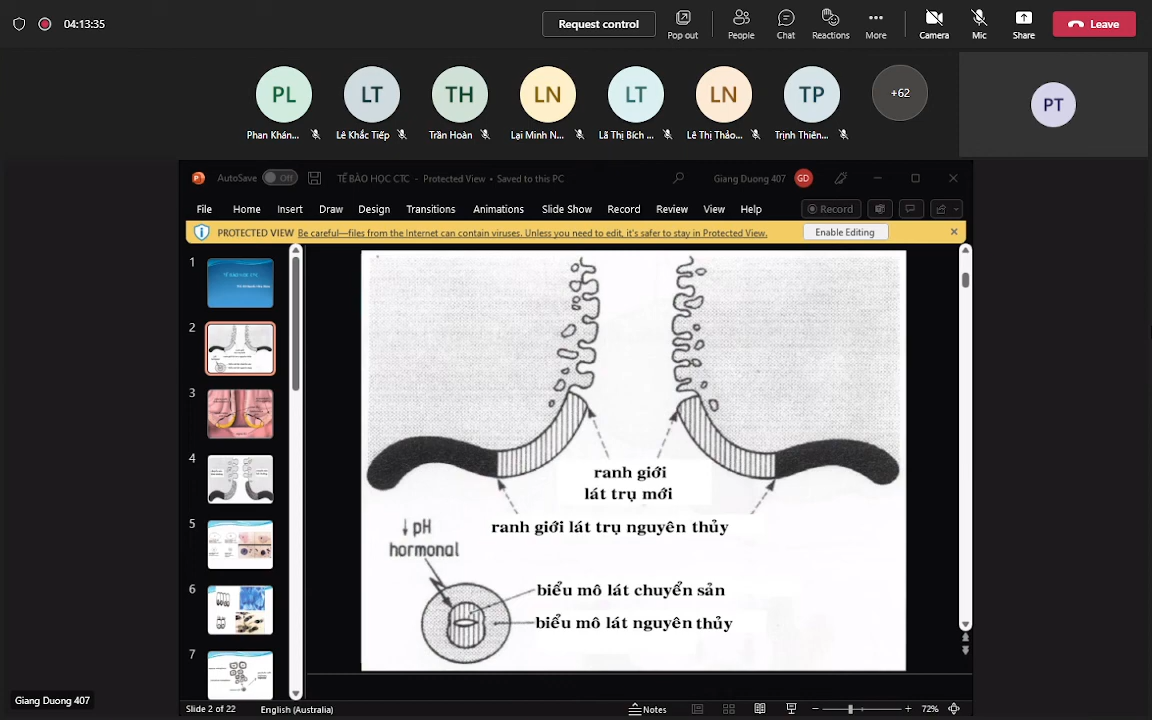 04:13:35
Request control
Pop out
People
Chat
Reactions
More
Camera
Mic
Share
Leave
PL
LT
TH
LN
LT
LN
TP
+62
PT
Phan Khán...
Lê Khắc Tiếp
Trần Hoàn
Lại Minh N...
Lã Thị Bích ...
Lê Thị Thảo...
Trịnh Thiên...
AutoSave Off
TẾ BÀO HỌC CTC - Protected View • Saved to this PC
Giang Duong 407 GD
File Home Insert Draw Design Transitions Animations Slide Show Record Review View Help
Record
PROTECTED VIEW Be careful—files from the Internet can contain viruses. Unless you need to edit, it's safer to stay in Protected View.
Enable Editing
1
2
3
4
5
6
7
ranh giới
lát trụ mới
ranh giới lát trụ nguyên thủy
↓ pH
hormonal
biểu mô lát chuyển sản
biểu mô lát nguyên thủy
Giang Duong 407
Slide 2 of 22
English (Australia)
Notes
72%